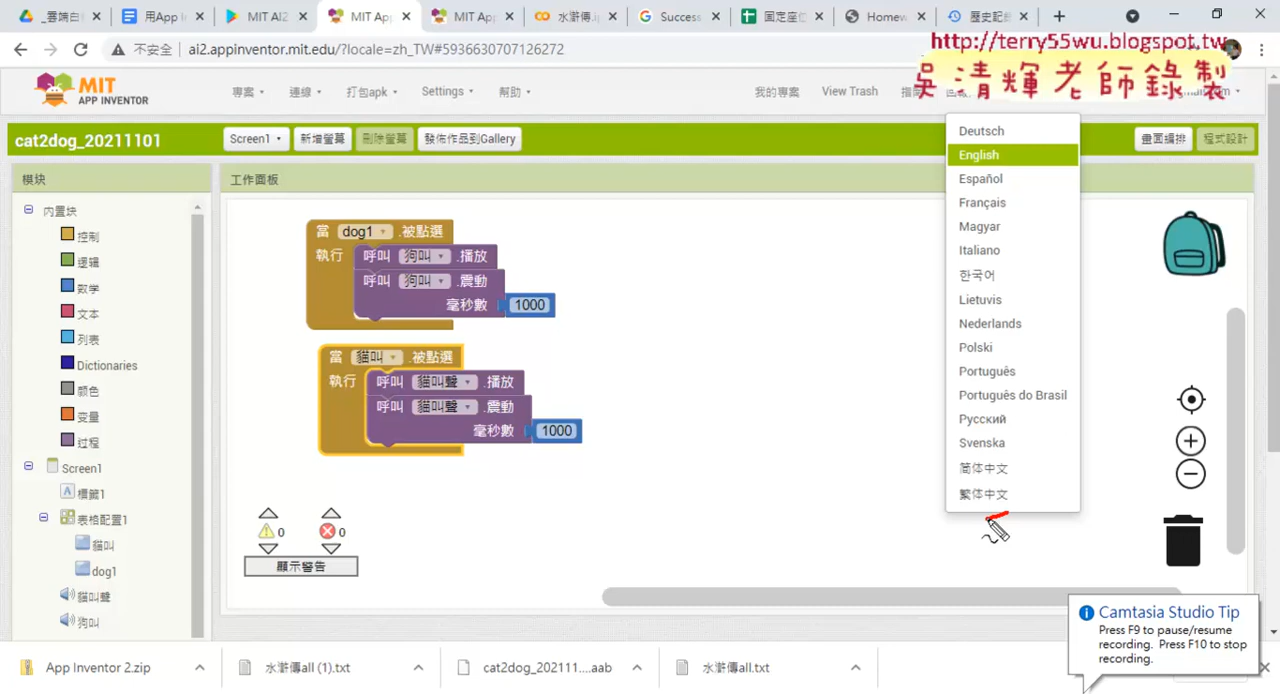 _雲端白
用App I
MIT AI2
MIT Ap
MIT Ap
水滸傳.
Success
固定座位
Homew
歷史記錄
不安全
ai2.appinventor.mit.edu/?locale=zh_TW#5936630707126272
http://terry55wu.blogspot.tw
吳清輝老師錄製
MIT
APP INVENTOR
專案
連線
打包apk
Settings
幫助
我的專案
View Trash
指南
cat2dog_20211101
Screen1
新增螢幕
刪除螢幕
發佈作品到Gallery
畫面編排
程式設計
模块
工作面板
内置块
控制
逻辑
数学
文本
列表
Dictionaries
颜色
变量
过程
Screen1
標籤1
表格配置1
貓叫
dog1
貓叫聲
狗叫
當 dog1 .被點選
執行 呼叫 狗叫 .播放
呼叫 狗叫 .震動
毫秒數 1000
當 貓叫 .被點選
執行 呼叫 貓叫聲 .播放
呼叫 貓叫聲 .震動
毫秒數 1000
0
0
顯示警告
Deutsch
English
Español
Français
Magyar
Italiano
한국어
Lietuvis
Nederlands
Polski
Português
Português do Brasil
Русский
Svenska
简体中文
繁体中文
Camtasia Studio Tip
Press F9 to pause/resume
recording. Press F10 to stop
recording.
App Inventor 2.zip
水滸傳all (1).txt
cat2dog_202111....aab
水滸傳all.txt